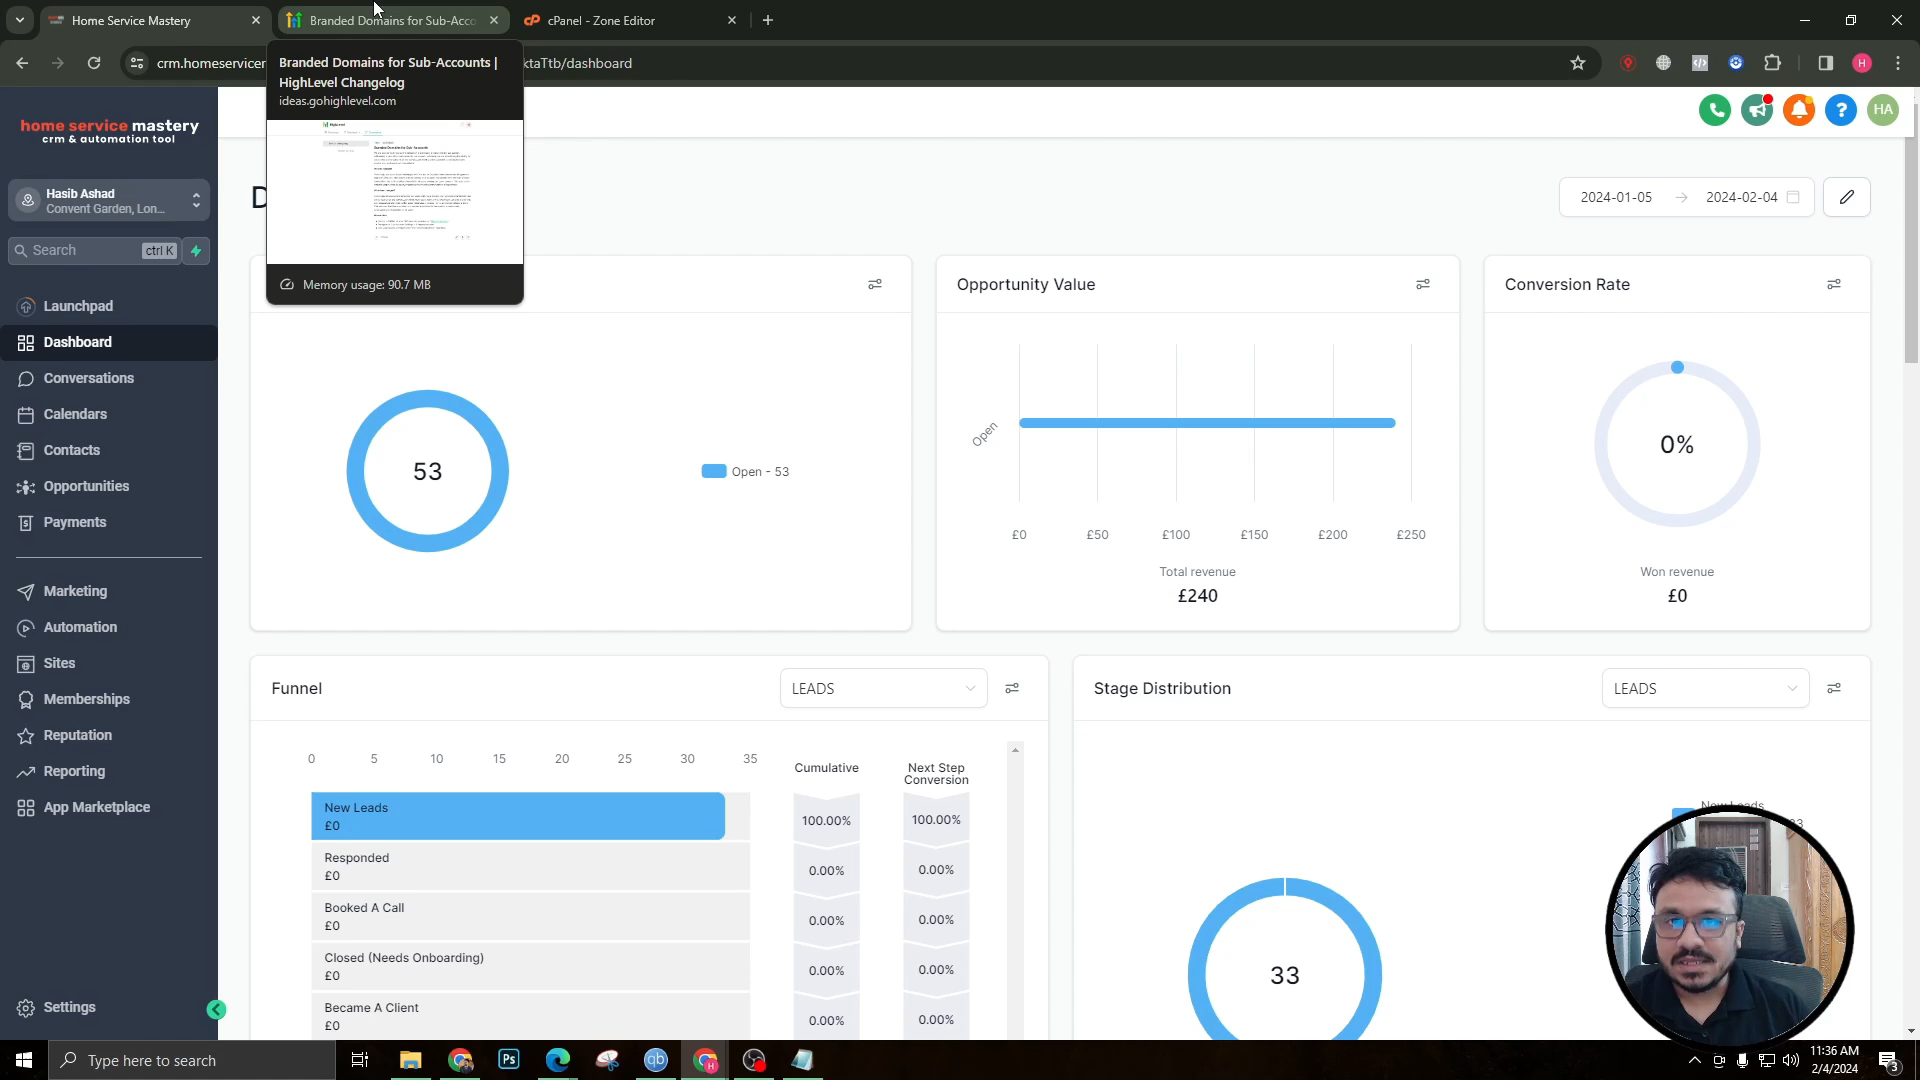 Home Service Mastery
Branded Domains for Sub-Acco
cPanel - Zone Editor
crm.homeservicer
ktaTtb/dashboard
Branded Domains for Sub-Accounts |
HighLevel Changelog
ideas.gohighlevel.com
Memory usage: 90.7 MB
home service mastery
crm & automation tool
HA
Hasib Ashad
Convent Garden, Lon...
Search
ctrl K
D
2024-01-05
2024-02-04
Launchpad
Dashboard
Conversations
Calendars
Contacts
Opportunities
Payments
Marketing
Automation
Sites
Memberships
Reputation
Reporting
App Marketplace
Settings
53
Open - 53
Opportunity Value
Open
£0
£50
£100
£150
£200
£250
Total revenue
£240
Conversion Rate
0%
Won revenue
£0
Funnel
LEADS
0
5
10
15
20
25
30
35
Cumulative
Next Step
Conversion
New Leads
£0
100.00%
100.00%
Responded
£0
0.00%
0.00%
Booked A Call
£0
0.00%
0.00%
Closed (Needs Onboarding)
£0
0.00%
0.00%
Became A Client
£0
0.00%
0.00%
Stage Distribution
LEADS
New Leads
33
33
Type here to search
Ps
qb
11:36 AM
2/4/2024
3